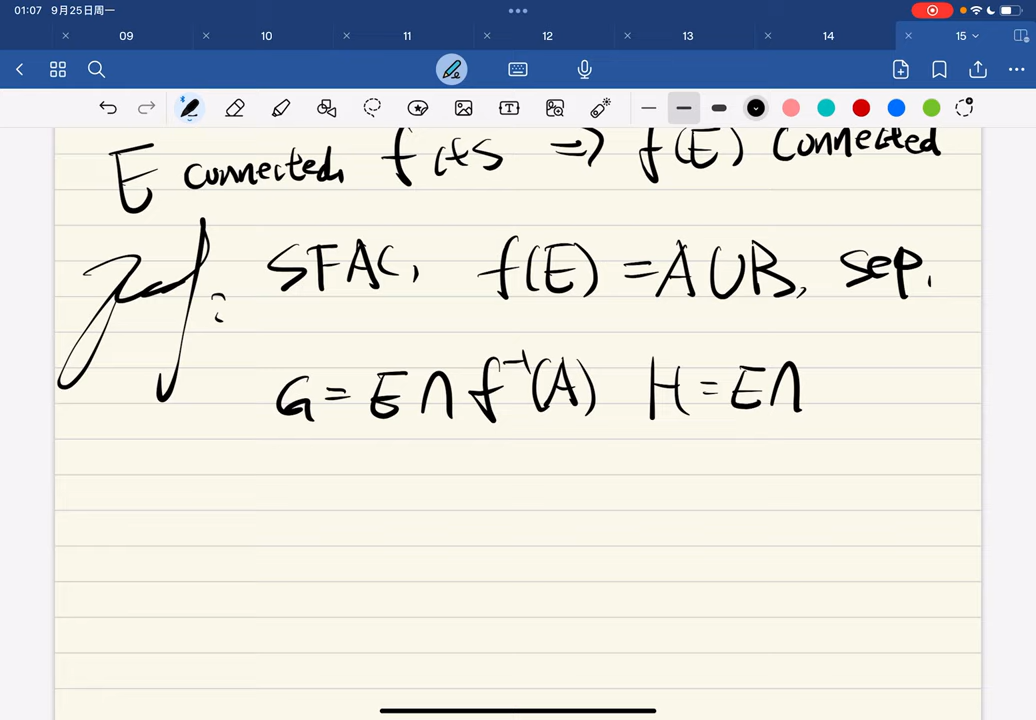 01:07 9月25日周一
09 10 11 12 13 14 15
E connected, f cts => f(E) connected
Proof: SFAC, f(E) = A∪B, sep.
G = E∩f⁻¹(A) H = E∩